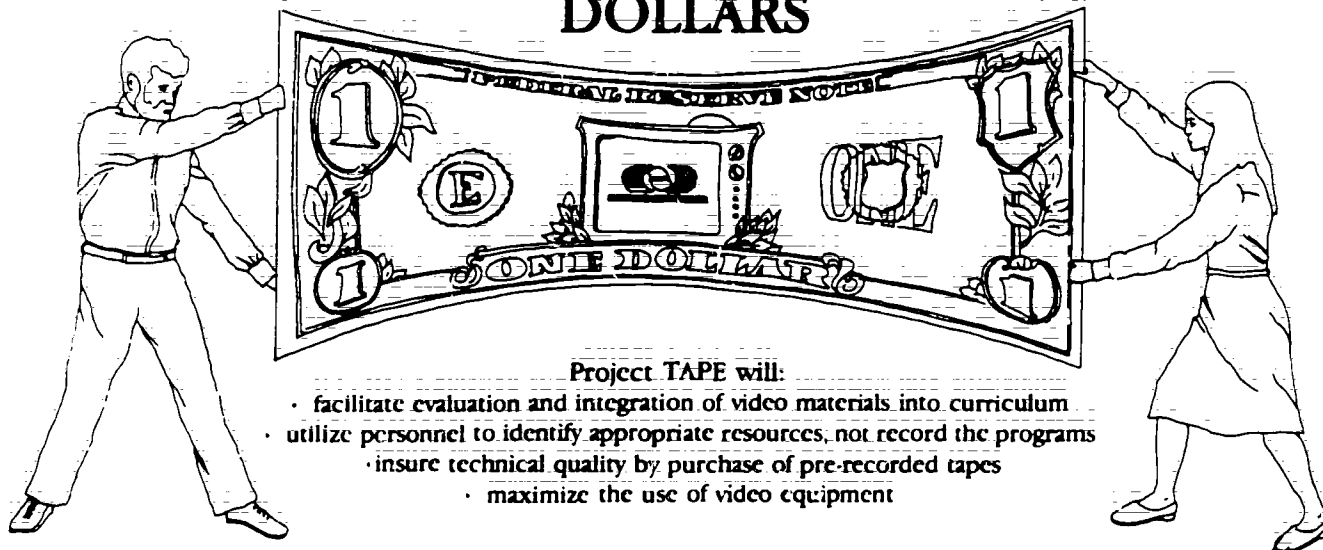 DOLLARS
FEDERAL RESERVE NOTE
1 1
E
ONE DOLLAR
1 1
Project TAPE will:
· facilitate evaluation and integration of video materials into curriculum
· utilize personnel to identify appropriate resources, not record the programs
· insure technical quality by purchase of pre-recorded tapes
· maximize the use of video equipment